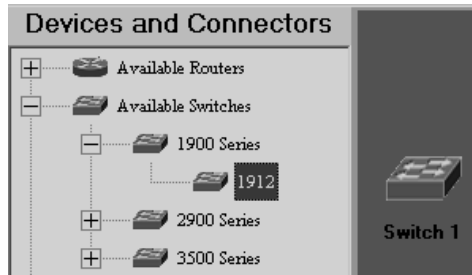 Devices and Connectors
Available Routers
Available Switches
1900 Series
1912
2900 Series
3500 Series
Switch 1